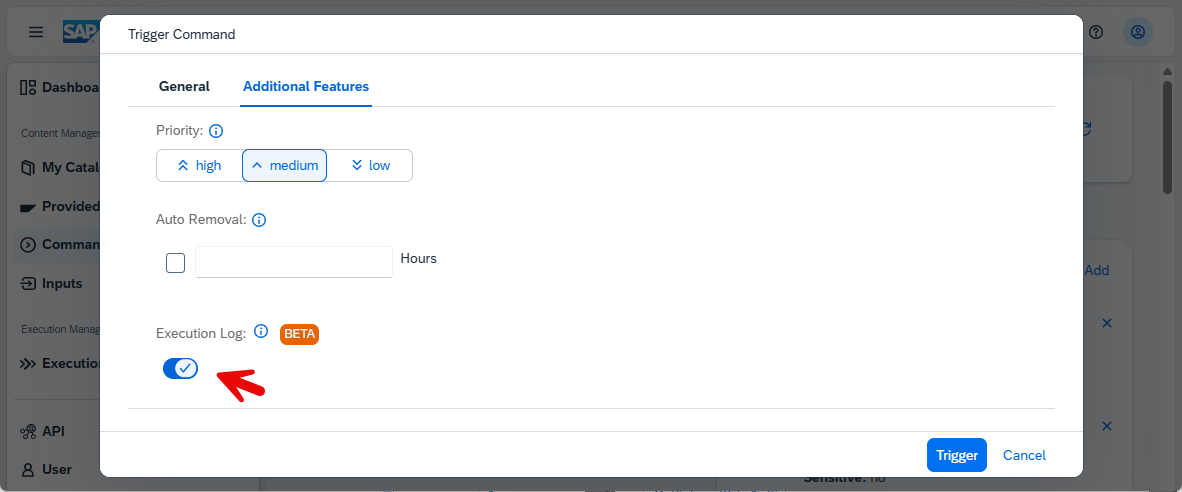 SAP
Trigger Command
General Additional Features
Priority:
high medium low
Auto Removal:
Hours
Execution Log: BETA
Trigger Cancel
Dashboa
Content Manager
My Catal
Provided
Comman
Inputs
Execution Manag
Execution
API
User
Add
Sensitive: no